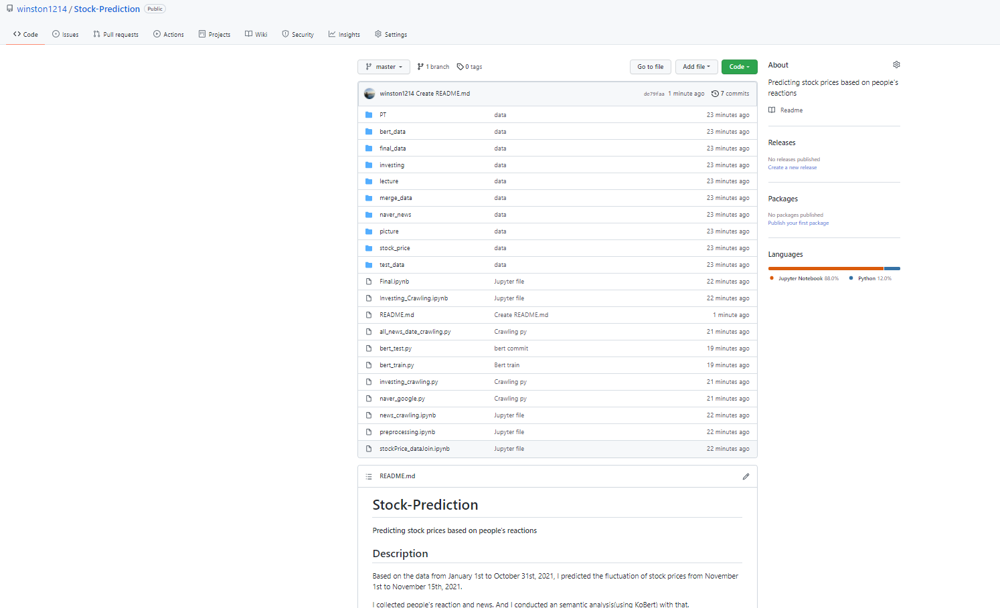 winston1214 / Stock-Prediction Public
Code Issues Pull requests Actions Projects Wiki Security Insights Settings
master 1 branch 0 tags Go to file Add file Code
winston1214 Create README.md de79faa 1 minute ago 7 commits
PT data 23 minutes ago
bert_data data 23 minutes ago
final_data data 23 minutes ago
investing data 23 minutes ago
lecture data 23 minutes ago
merge_data data 23 minutes ago
naver_news data 23 minutes ago
picture data 23 minutes ago
stock_price data 23 minutes ago
test_data data 23 minutes ago
Final.ipynb Jupyter file 22 minutes ago
Investing_Crawling.ipynb Jupyter file 22 minutes ago
README.md Create README.md 1 minute ago
all_news_date_crawling.py Crawling py 21 minutes ago
bert_test.py bert commit 19 minutes ago
bert_train.py Bert train 19 minutes ago
investing_crawling.py Crawling py 21 minutes ago
naver_google.py Crawling py 21 minutes ago
news_crawling.ipynb Jupyter file 22 minutes ago
preprocessing.ipynb Jupyter file 22 minutes ago
stockPrice_dataJoin.ipynb Jupyter file 22 minutes ago
README.md
Stock-Prediction
Predicting stock prices based on people's reactions
Description
Based on the data from January 1st to October 31st, 2021, I predicted the fluctuation of stock prices from November
1st to November 15th, 2021.
I collected people's reaction and news. And I conducted an semantic analysis(using KoBert) with that.
About
Predicting stock prices based on people's
reactions
Readme
Releases
No releases published
Create a new release
Packages
No packages published
Publish your first package
Languages
Jupyter Notebook 88.0% Python 12.0%